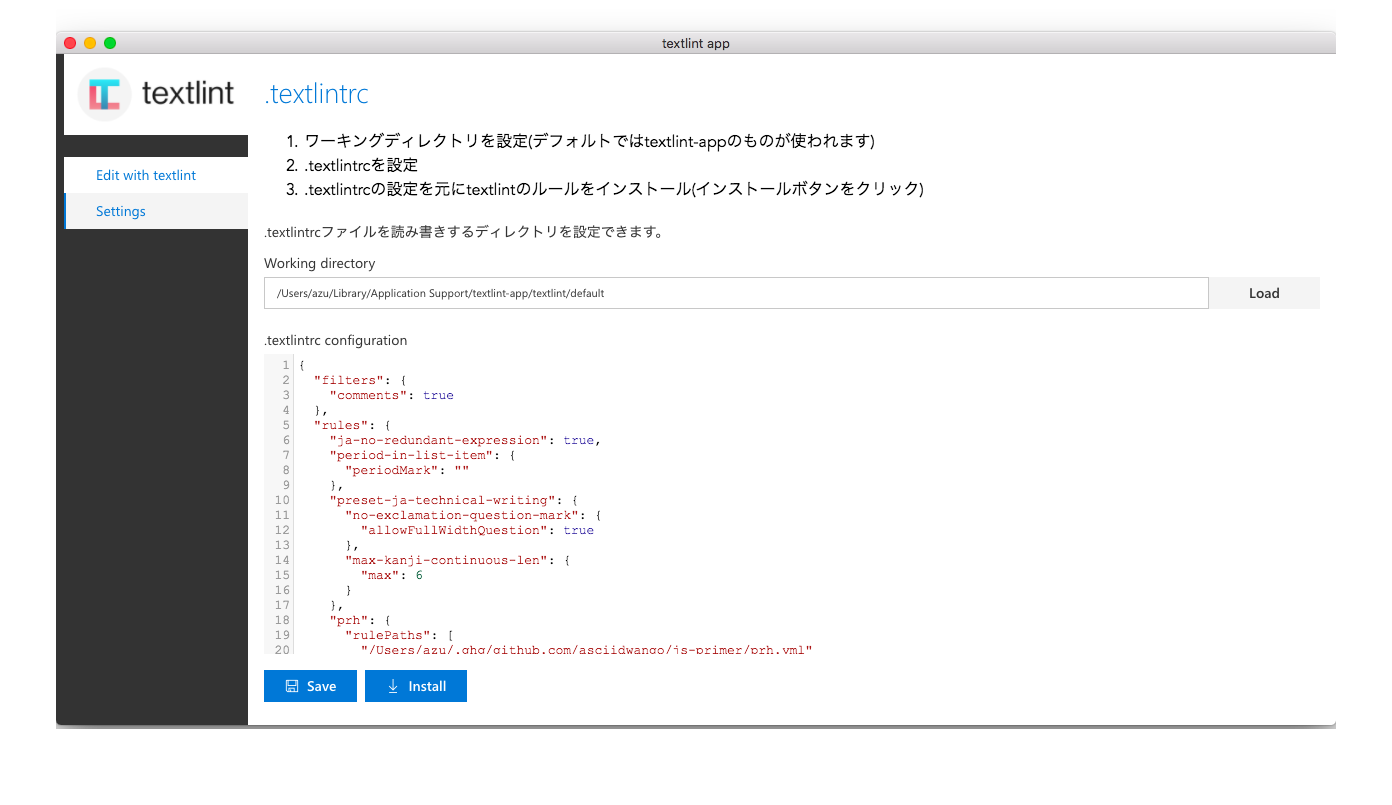 textlint app
textlint
Edit with textlint
Settings
.textlintrc
1. ワーキングディレクトリを設定(デフォルトではtextlint-appのものが使われます)
2. .textlintrcを設定
3. .textlintrcの設定を元にtextlintのルールをインストール(インストールボタンをクリック)
.textlintrcファイルを読み書きするディレクトリを設定できます。
Working directory
/Users/azu/Library/Application Support/textlint-app/textlint/default
Load
.textlintrc configuration
1 {
2   "filters": {
3     "comments": true
4   },
5   "rules": {
6     "ja-no-redundant-expression": true,
7     "period-in-list-item": {
8       "periodMark": ""
9     },
10     "preset-ja-technical-writing": {
11       "no-exclamation-question-mark": {
12         "allowFullWidthQuestion": true
13       },
14       "max-kanji-continuous-len": {
15         "max": 6
16       }
17     },
18     "prh": {
19       "rulePaths": [
20         "/Users/azu/.ghq/github.com/asciidwango/js-primer/prh.yml"
Save
Install